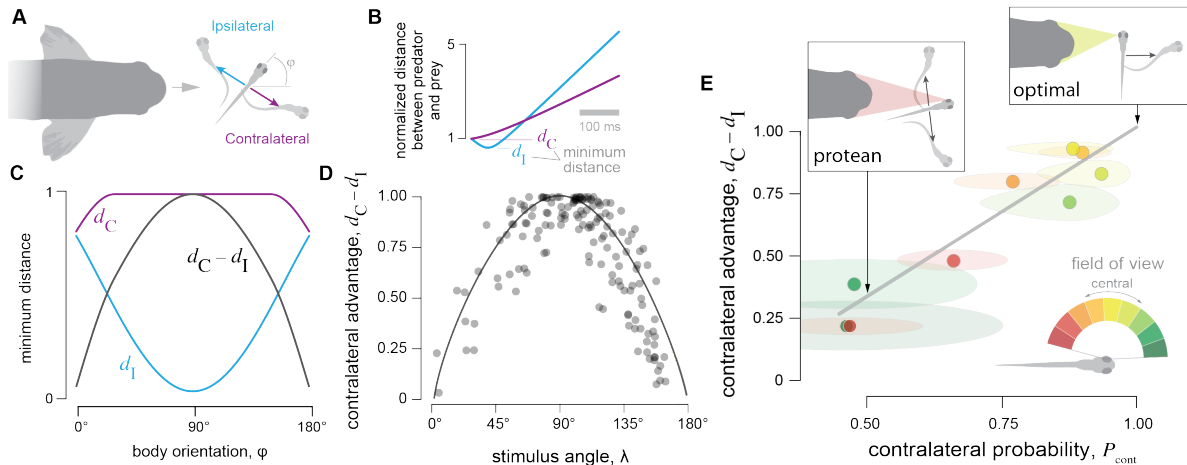 A
Ipsilateral
φ
Contralateral
B
normalized distance
between predator
and prey
5
1
d_C
d_I
100 ms
minimum
distance
C
minimum distance
1
0
d_C
d_C – d_I
d_I
0°
90°
180°
body orientation, φ
D
contralateral advantage, d_C – d_I
1.00
0.75
0.50
0.25
0
0°
45°
90°
135°
180°
stimulus angle, λ
E
contralateral advantage, d_C – d_I
1.00
0.75
0.50
0.25
0
protean
optimal
field of view
central
0.50
0.75
1.00
contralateral probability, P_cont